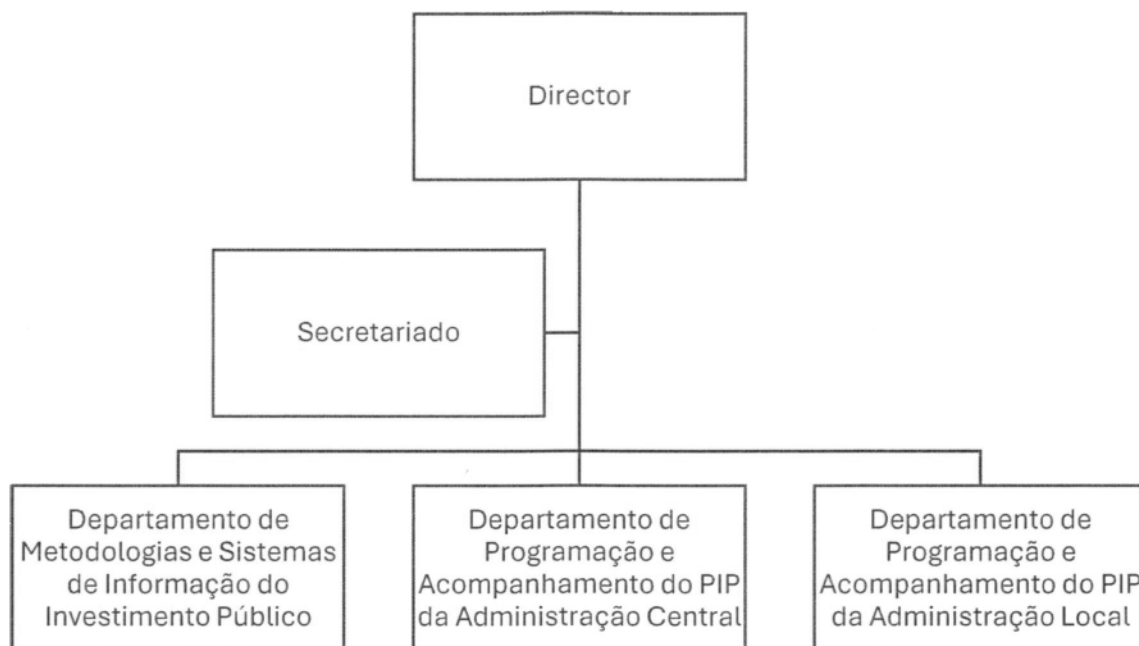 Director
Secretariado
Departamento de
Metodologias e Sistemas
de Informação do
Investimento Público
Departamento de
Programação e
Acompanhamento do PIP
da Administração Central
Departamento de
Programação e
Acompanhamento do PIP
da Administração Local